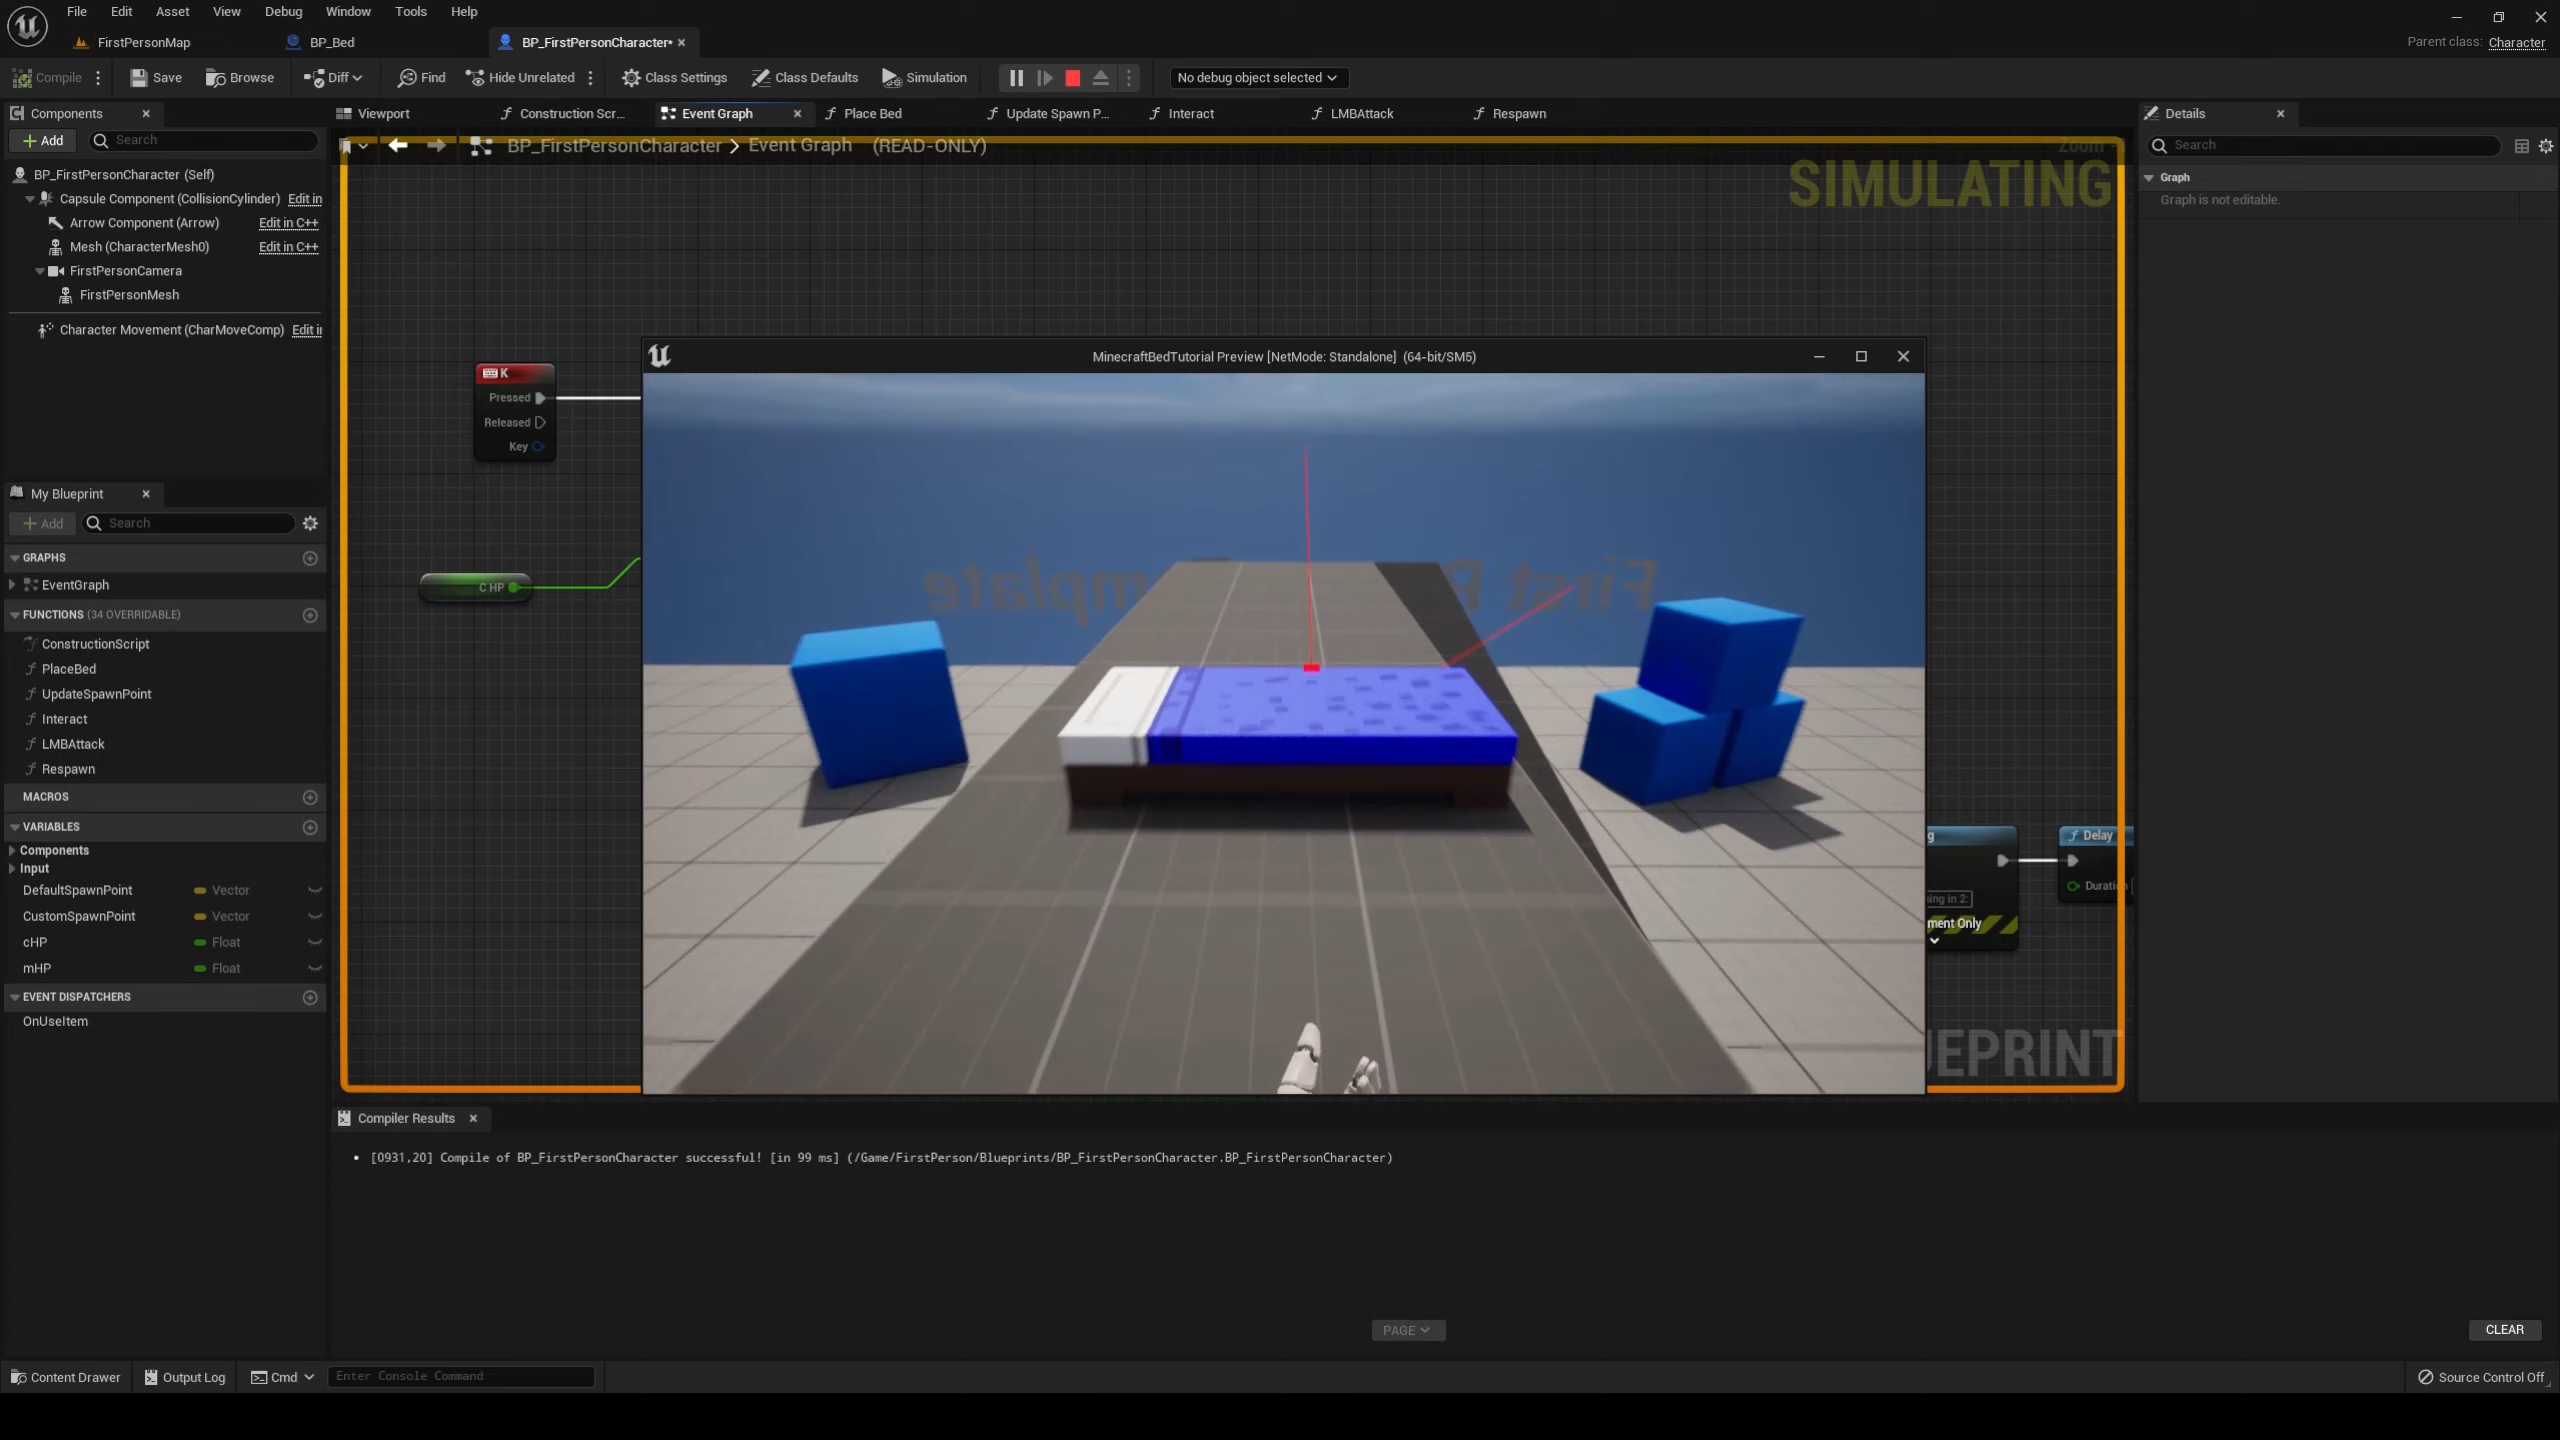 File Edit Asset View Debug Window Tools Help
FirstPersonMap BP_Bed BP_FirstPersonCharacter* Parent class: Character
Compile Save Browse Diff Find Hide Unrelated Class Settings Class Defaults Simulation No debug object selected
Components Viewport Construction Scr... Event Graph Place Bed Update Spawn P... Interact LMBAttack Respawn Details
Add Search BP_FirstPersonCharacter > Event Graph (READ-ONLY) Zoom Search
SIMULATING
Graph
Graph is not editable.
BP_FirstPersonCharacter (Self)
Capsule Component (CollisionCylinder) Edit in
Arrow Component (Arrow) Edit in C++
Mesh (CharacterMesh0) Edit in C++
FirstPersonCamera
FirstPersonMesh
Character Movement (CharMoveComp) Edit in
MinecraftBedTutorial Preview [NetMode: Standalone] (64-bit/SM5)
K
Pressed
Released
Key
C HP
My Blueprint
Add Search
GRAPHS
EventGraph
FUNCTIONS (34 OVERRIDABLE)
ConstructionScript
PlaceBed
UpdateSpawnPoint
Interact
LMBAttack
Respawn
MACROS
VARIABLES
Components
Input
DefaultSpawnPoint Vector
CustomSpawnPoint Vector
cHP Float
mHP Float
EVENT DISPATCHERS
OnUseItem
First P mplate
g Delay
Duration
ing in 2:
ment Only
UEPRINT
Compiler Results
• [0931,20] Compile of BP_FirstPersonCharacter successful! [in 99 ms] (/Game/FirstPerson/Blueprints/BP_FirstPersonCharacter.BP_FirstPersonCharacter)
PAGE
CLEAR
Content Drawer Output Log Cmd Enter Console Command Source Control Off